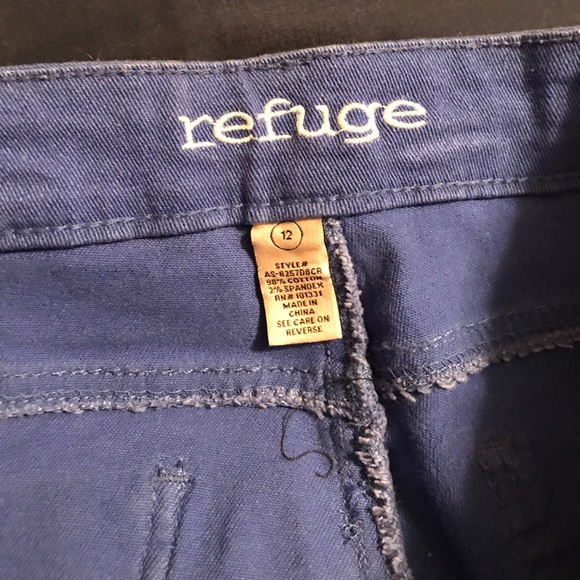 refuge
12
STYLE#
AS-8257DBCR
98% COTTON
2% SPANDEX
RN# 101331
MADE IN
CHINA
SEE CARE ON
REVERSE